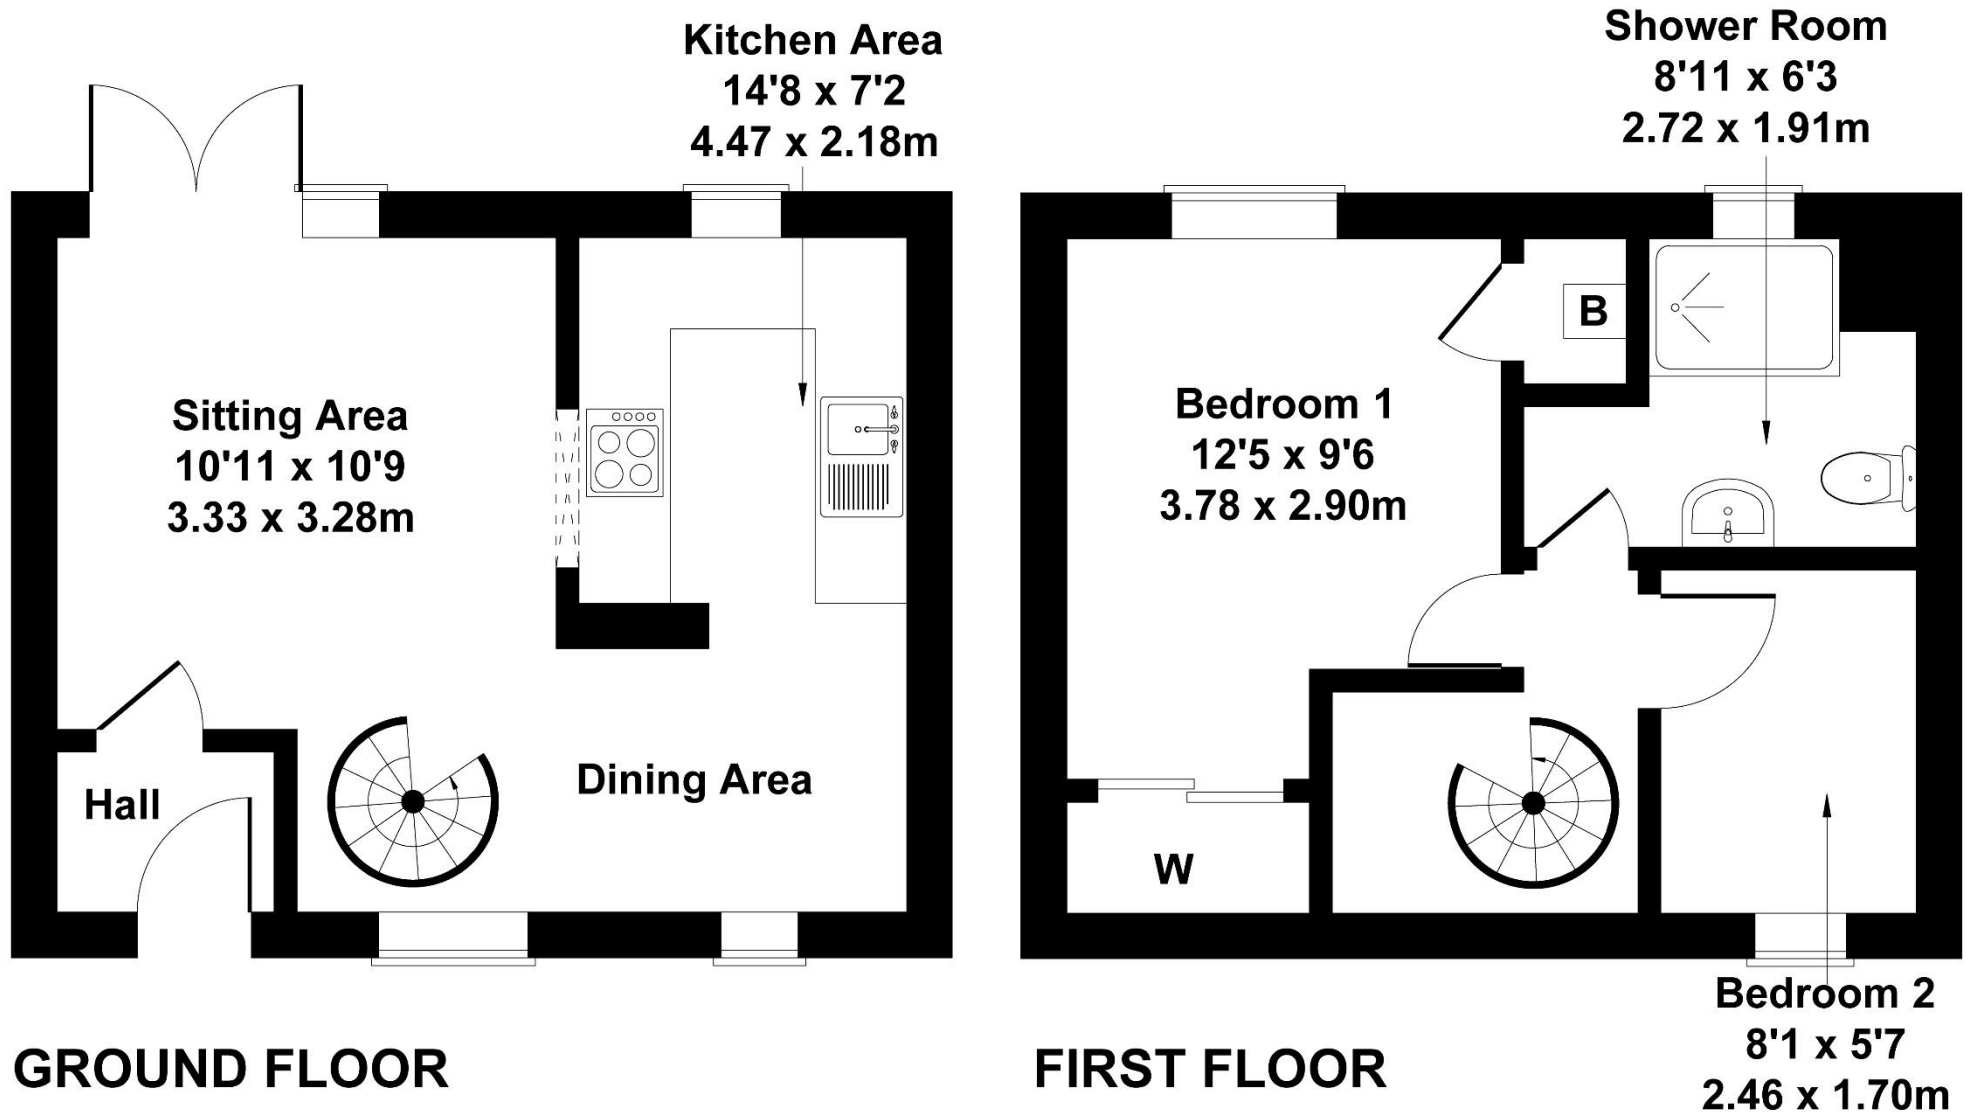 Kitchen Area
14'8 x 7'2
4.47 x 2.18m
Sitting Area
10'11 x 10'9
3.33 x 3.28m
Dining Area
Hall
GROUND FLOOR
Shower Room
8'11 x 6'3
2.72 x 1.91m
B
Bedroom 1
12'5 x 9'6
3.78 x 2.90m
W
Bedroom 2
8'1 x 5'7
2.46 x 1.70m
FIRST FLOOR